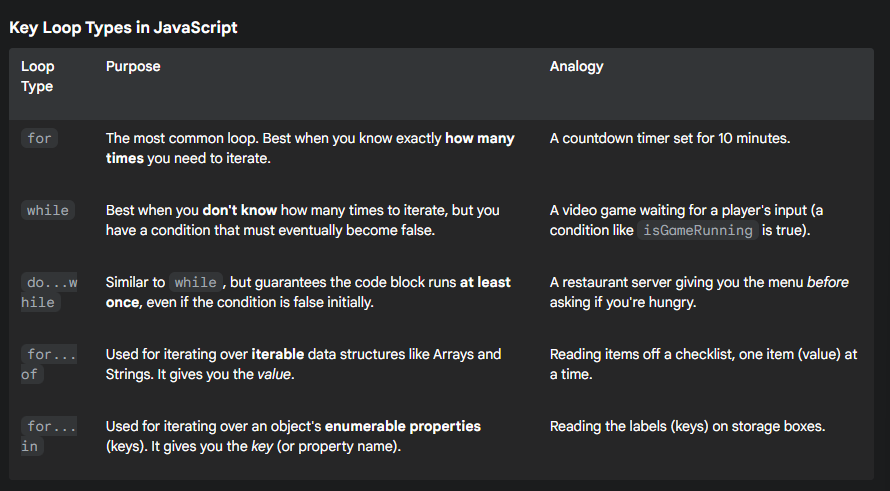 Key Loop Types in JavaScript
Loop
Type
Purpose
Analogy
for
The most common loop. Best when you know exactly how many
times you need to iterate.
A countdown timer set for 10 minutes.
while
Best when you don't know how many times to iterate, but you
have a condition that must eventually become false.
A video game waiting for a player's input (a
condition like isGameRunning is true).
do...w
hile
Similar to while, but guarantees the code block runs at least
once, even if the condition is false initially.
A restaurant server giving you the menu before
asking if you're hungry.
for...
of
Used for iterating over iterable data structures like Arrays and
Strings. It gives you the value.
Reading items off a checklist, one item (value) at
a time.
for...
in
Used for iterating over an object's enumerable properties
(keys). It gives you the key (or property name).
Reading the labels (keys) on storage boxes.